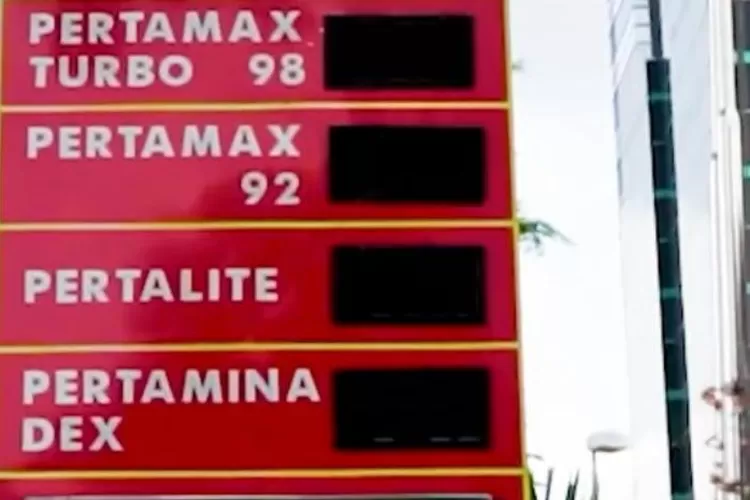 PERTAMAX
TURBO 98
PERTAMAX
92
PERTALITE
PERTAMINA
DEX